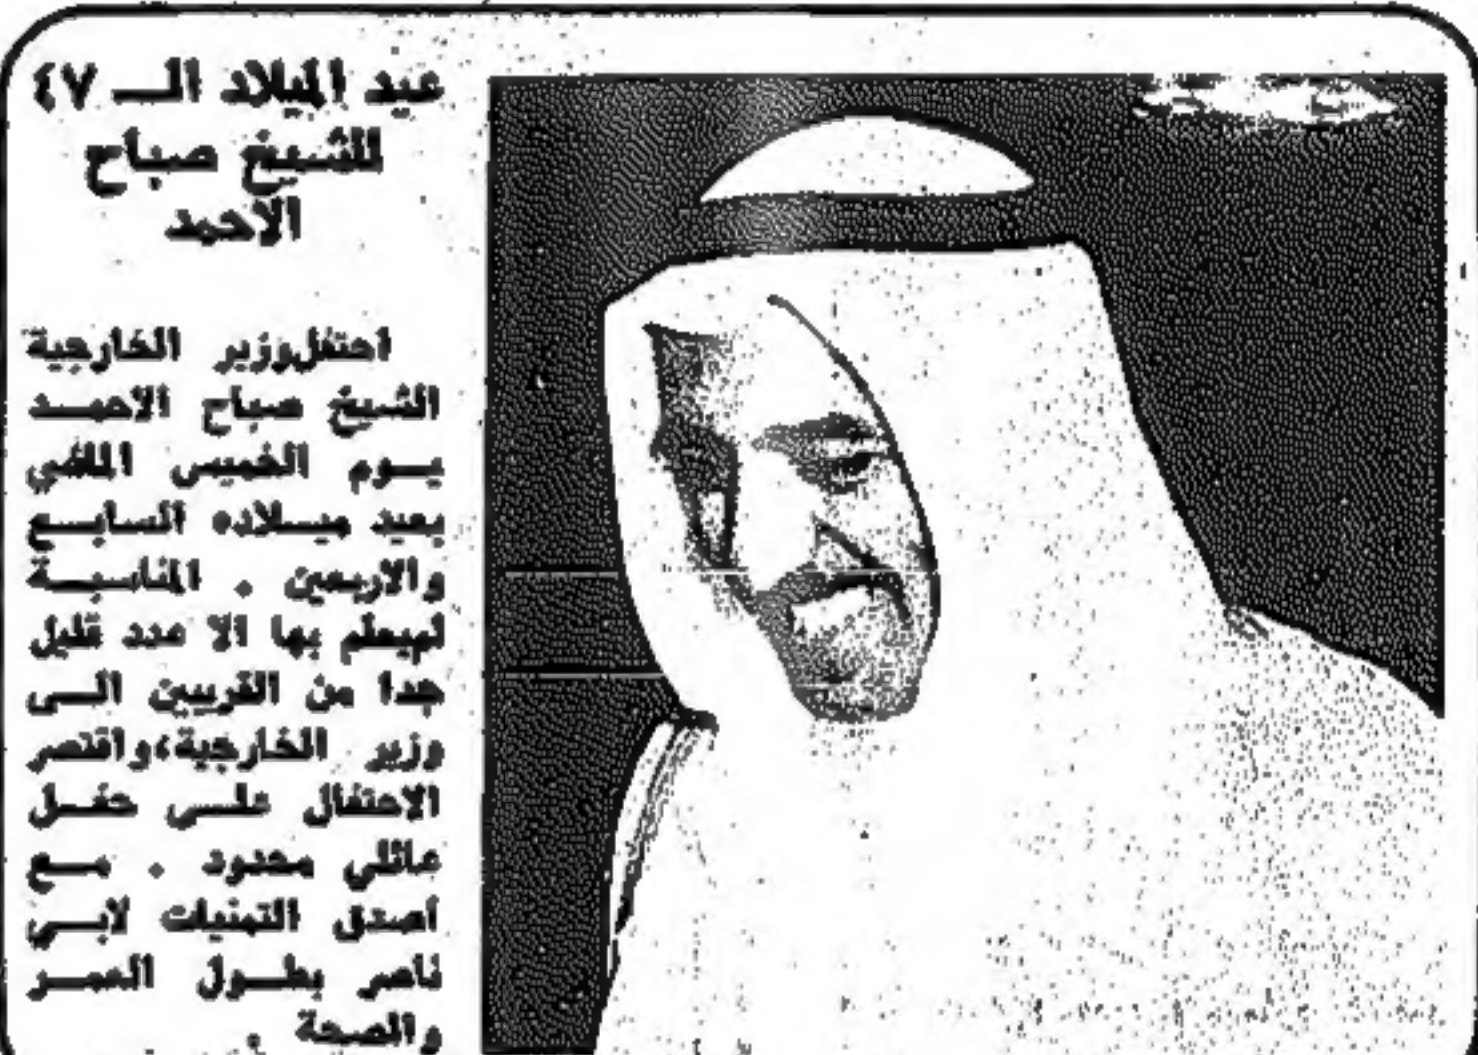 عيد الميلاد الـ ٤٧
للشيخ صباح
الاحمد
احتفل وزير الخارجية
الشيخ صباح الاحمد
يوم الخميس الماضي
بعيد ميلاده السابع
والاربعين . المناسبة
لم يعلم بها الا عدد قليل
جدا من القريبين الى
وزير الخارجية، واقتصر
الاحتفال على حفل
عائلي محدود . مع
أصدق التمنيات لابي
ناصر بطول العمر
والصحة .